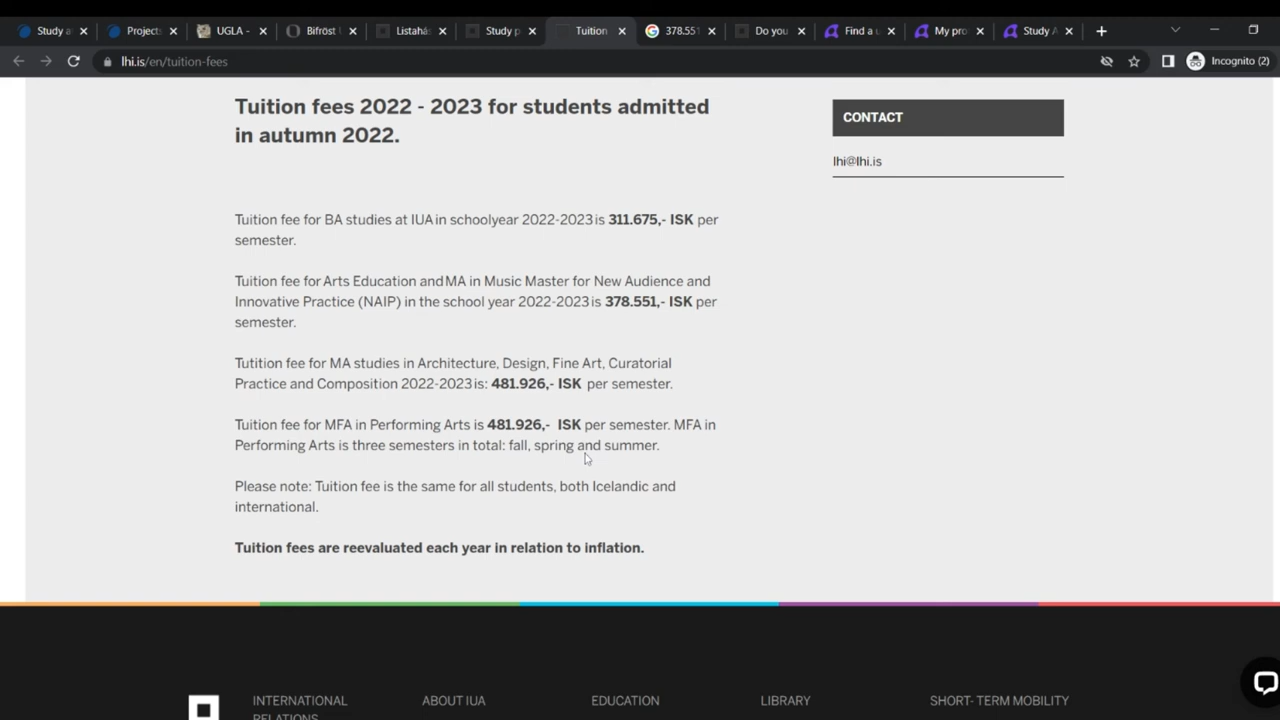 Study a
Projects
UGLA -
Bifröst
Listahás
Study p
Tuition
378.551
Do you
Find a u
My pro
Study A
lhi.is/en/tuition-fees
Incognito (2)
Tuition fees 2022 - 2023 for students admitted
in autumn 2022.
CONTACT
lhi@lhi.is
Tuition fee for BA studies at IUA in schoolyear 2022-2023 is 311.675,- ISK per
semester.
Tuition fee for Arts Education and MA in Music Master for New Audience and
Innovative Practice (NAIP) in the school year 2022-2023 is 378.551,- ISK per
semester.
Tutition fee for MA studies in Architecture, Design, Fine Art, Curatorial
Practice and Composition 2022-2023 is: 481.926,- ISK per semester.
Tuition fee for MFA in Performing Arts is 481.926,- ISK per semester. MFA in
Performing Arts is three semesters in total: fall, spring and summer.
Please note: Tuition fee is the same for all students, both Icelandic and
international.
Tuition fees are reevaluated each year in relation to inflation.
INTERNATIONAL
RELATIONS
ABOUT IUA
EDUCATION
LIBRARY
SHORT- TERM MOBILITY